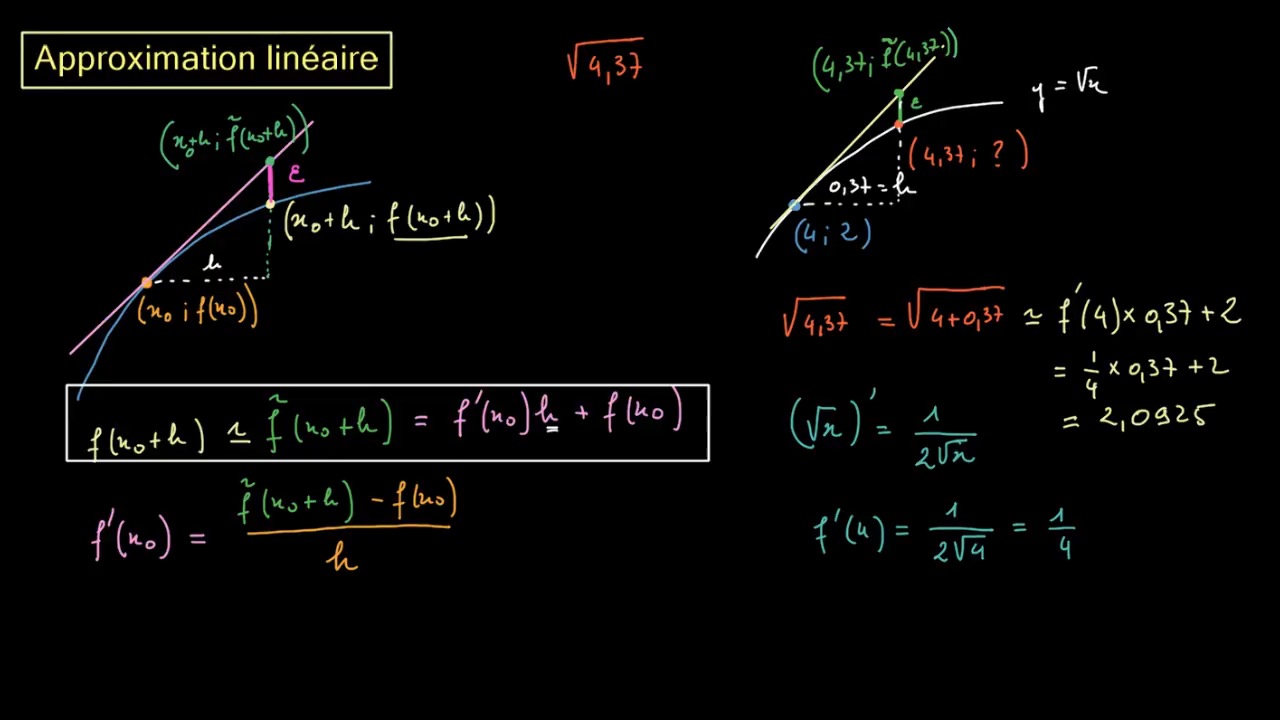 Approximation linéaire
√4,37
(x₀+h ; f̃(x₀+h))
ε
(x₀+h ; f(x₀+h))
h
(x₀ ; f(x₀))
f(x₀+h) ≃ f̃(x₀+h) = f'(x₀)h + f(x₀)
f'(x₀) = (f̃(x₀+h) - f(x₀)) / h
(4,37 ; f̃(4,37))
y = √x
ε
(4,37 ; ?)
0,37 = h
(4 ; 2)
√4,37 = √4+0,37 ≃ f'(4)×0,37+2
= 1/4 ×0,37+2
= 2,0925
(√x)' = 1/2√x
f'(4) = 1/2√4 = 1/4